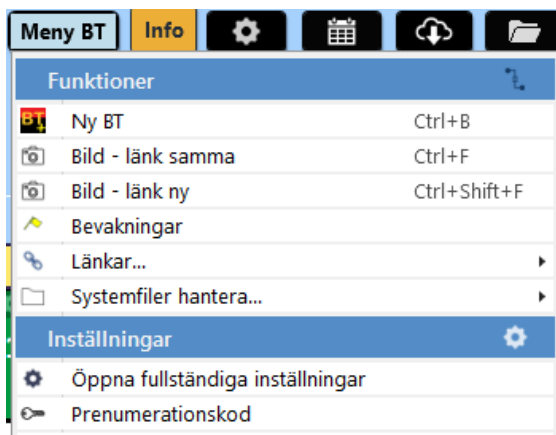 Meny BT Info
Funktioner
BT Ny BT Ctrl+B
Bild - länk samma Ctrl+F
Bild - länk ny Ctrl+Shift+F
Bevakningar
Länkar...
Systemfiler hantera...
Inställningar
Öppna fullständiga inställningar
Prenumerationskod